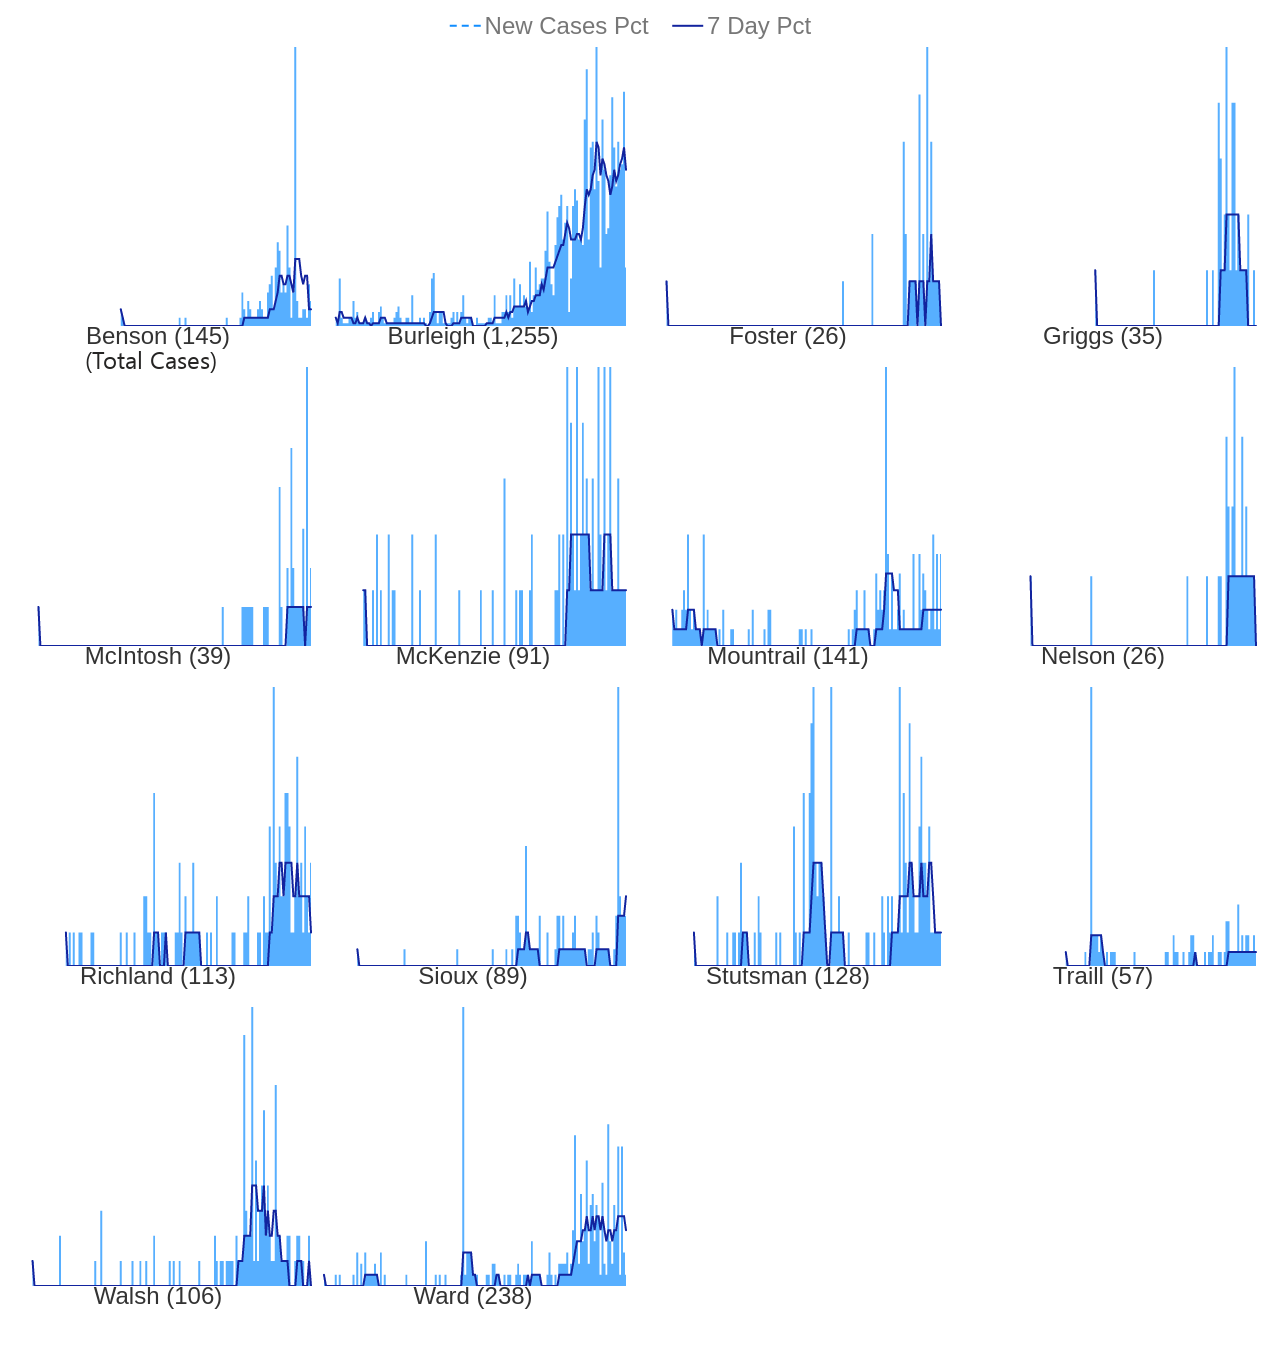 New Cases Pct 7 Day Pct
Benson (145) Burleigh (1,255) Foster (26) Griggs (35)
(Total Cases)
McIntosh (39) McKenzie (91) Mountrail (141) Nelson (26)
Richland (113) Sioux (89) Stutsman (128) Traill (57)
Walsh (106) Ward (238)